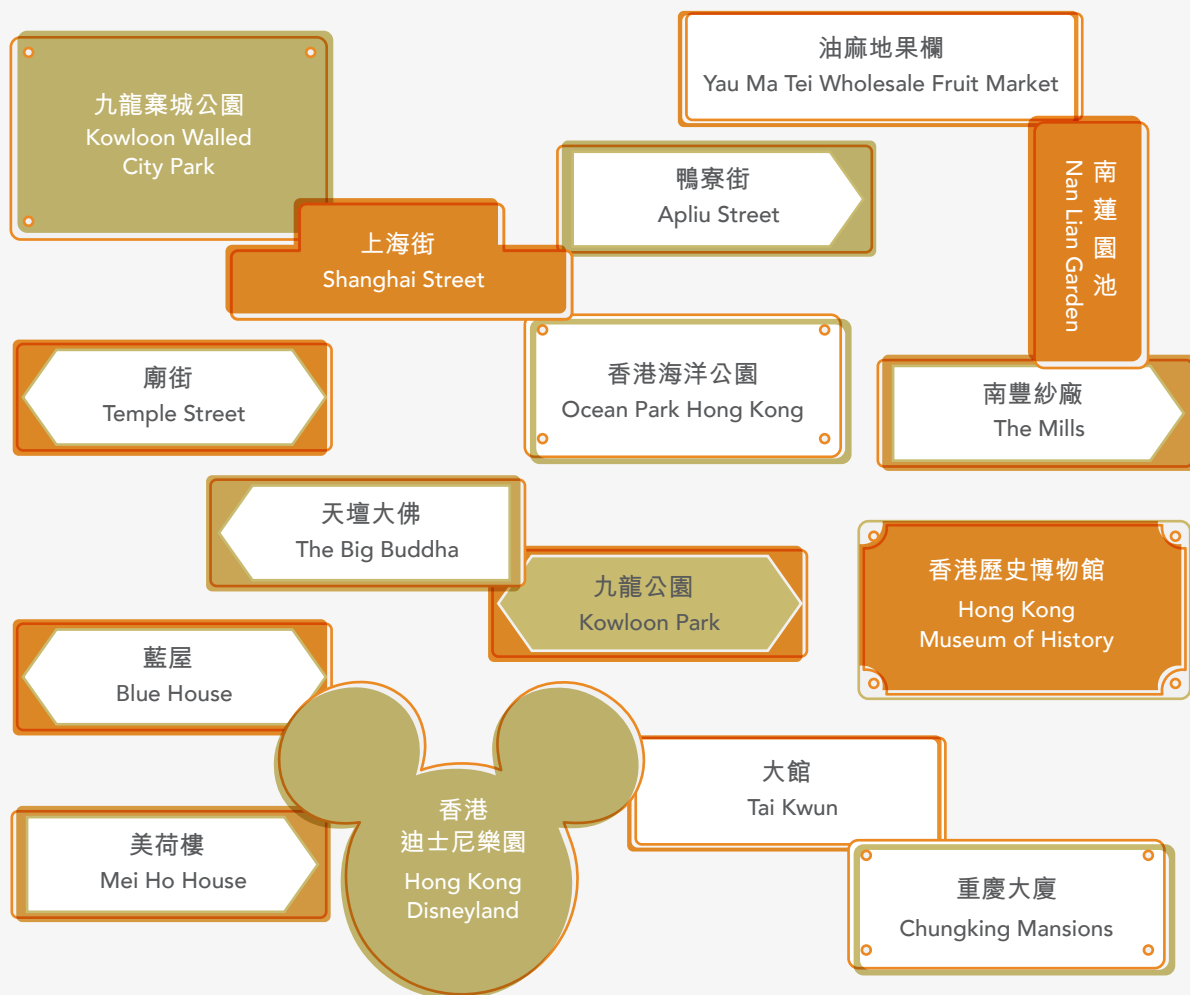 油麻地果欄
Yau Ma Tei Wholesale Fruit Market
九龍寨城公園
Kowloon Walled
City Park
鴨寮街
Apliu Street
南蓮園池
Nan Lian Garden
上海街
Shanghai Street
廟街
Temple Street
香港海洋公園
Ocean Park Hong Kong
南豐紗廠
The Mills
天壇大佛
The Big Buddha
九龍公園
Kowloon Park
香港歷史博物館
Hong Kong
Museum of History
藍屋
Blue House
大館
Tai Kwun
香港
迪士尼樂園
Hong Kong
Disneyland
美荷樓
Mei Ho House
重慶大廈
Chungking Mansions